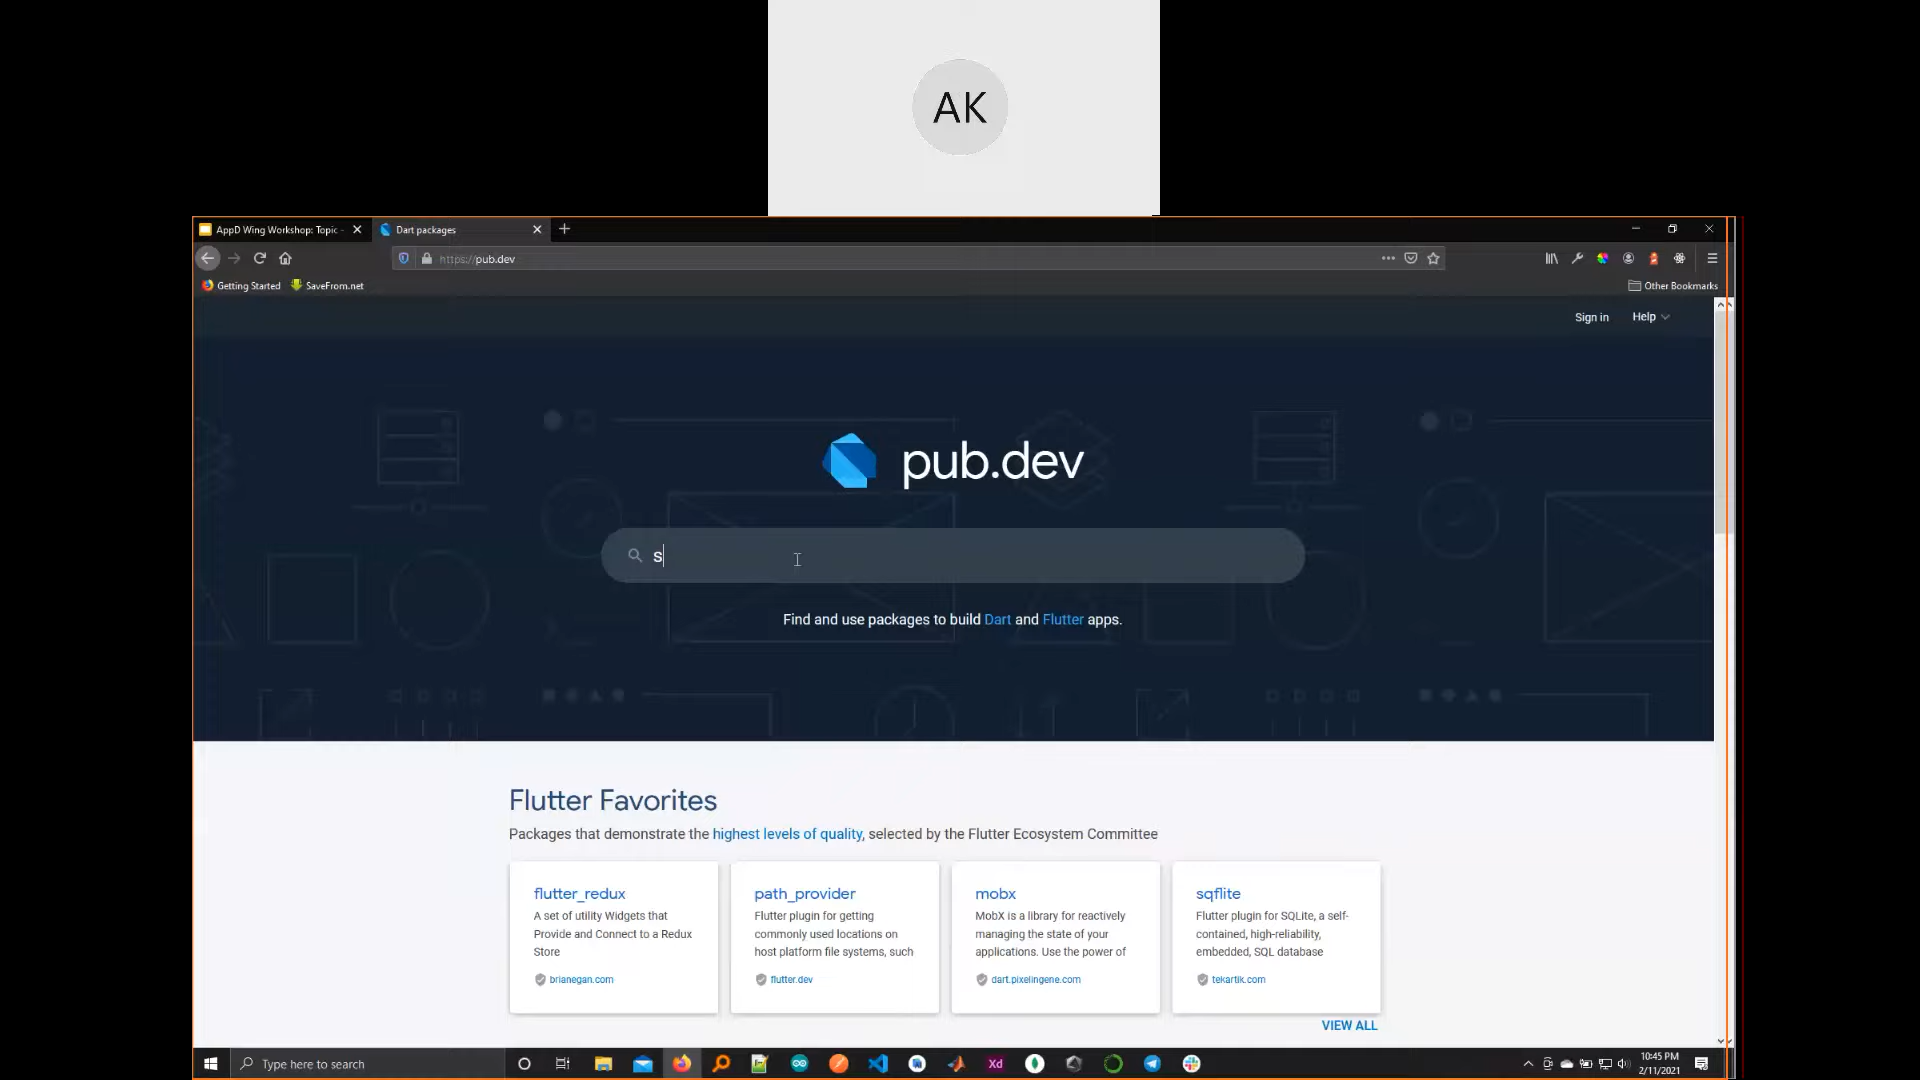 AK
AppD Wing Workshop: Topic -
Dart packages
https://pub.dev
Getting Started
SaveFrom.net
Other Bookmarks
Sign in
Help
pub.dev
s
Find and use packages to build Dart and Flutter apps.
Flutter Favorites
Packages that demonstrate the highest levels of quality, selected by the Flutter Ecosystem Committee
flutter_redux
A set of utility Widgets that
Provide and Connect to a Redux
Store
brianegan.com
path_provider
Flutter plugin for getting
commonly used locations on
host platform file systems, such
flutter.dev
mobx
MobX is a library for reactively
managing the state of your
applications. Use the power of
dart.pixelingene.com
sqflite
Flutter plugin for SQLite, a self-
contained, high-reliability,
embedded, SQL database
tekartik.com
VIEW ALL
Type here to search
Xd
10:45 PM
2/11/2021